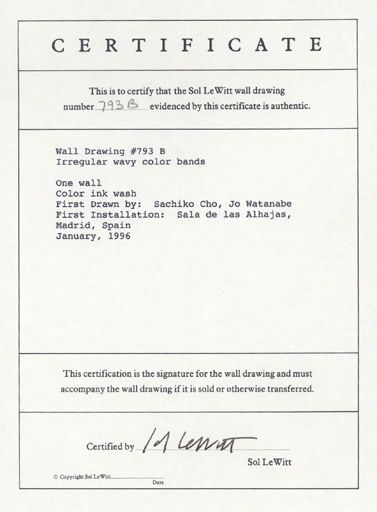 CERTIFICATE
This is to certify that the Sol LeWitt wall drawing
number 793 B evidenced by this certificate is authentic.
Wall Drawing #793 B
Irregular wavy color bands
One wall
Color ink wash
First Drawn by: Sachiko Cho, Jo Watanabe
First Installation: Sala de las Alhajas,
Madrid, Spain
January, 1996
This certification is the signature for the wall drawing and must
accompany the wall drawing if it is sold or otherwise transferred.
Certified by Sol LeWitt
Sol LeWitt
© Copyright Sol LeWitt
Date